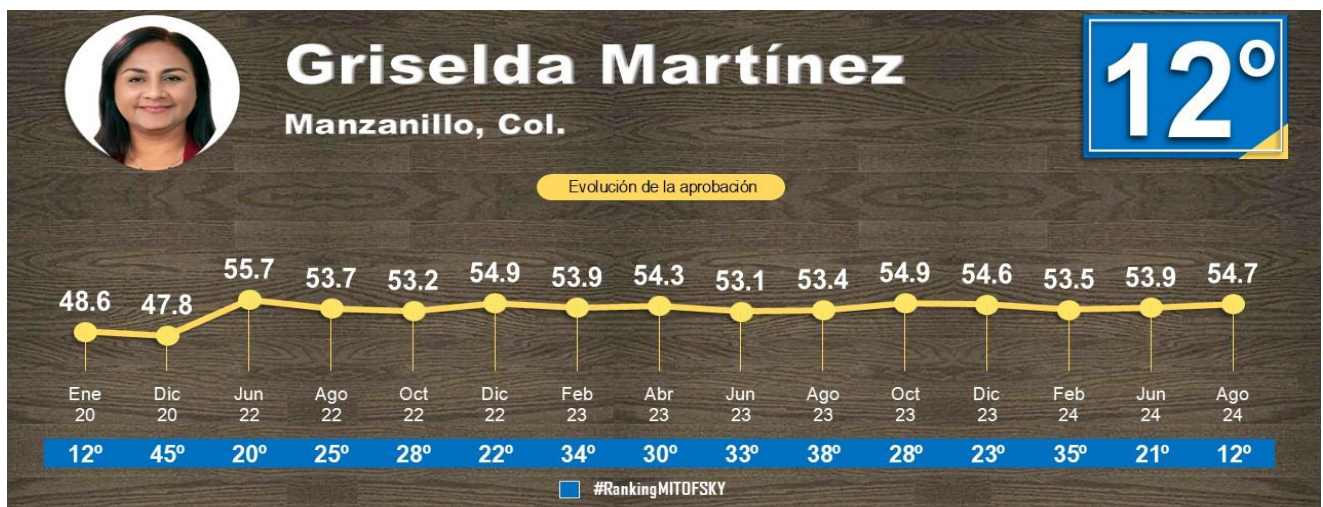 Griselda Martínez
12º
Manzanillo, Col.
Evolución de la aprobación
48.6 47.8 55.7 53.7 53.2 54.9 53.9 54.3 53.1 53.4 54.9 54.6 53.5 53.9 54.7
Ene Dic Jun Ago Oct Dic Feb Abr Jun Ago Oct Dic Feb Jun Ago
20 20 22 22 22 22 23 23 23 23 23 23 24 24 24
12º 45º 20º 25º 28º 22º 34º 30º 33º 38º 28º 23º 35º 21º 12º
#RankingMITOFSKY